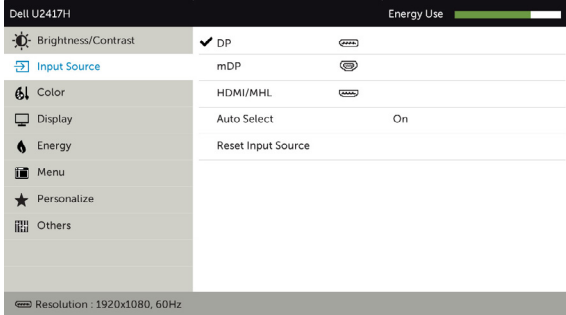 Dell U2417H Energy Use
Brightness/Contrast DP
Input Source mDP
Color HDMI/MHL
Display Auto Select On
Energy Reset Input Source
Menu
Personalize
Others
Resolution : 1920x1080, 60Hz